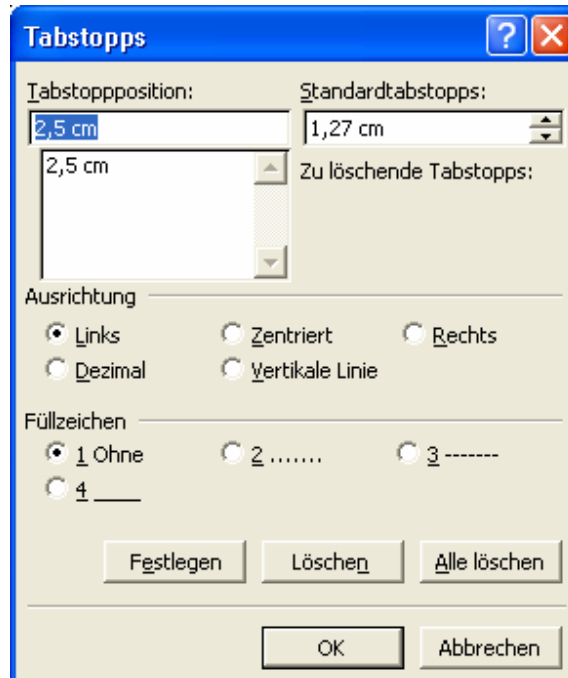 Tabstopps
Tabstoppposition: Standardtabstopps:
2,5 cm 1,27 cm
2,5 cm Zu löschende Tabstopps:
Ausrichtung
Links Zentriert Rechts
Dezimal Vertikale Linie
Füllzeichen
1 Ohne 2 ....... 3 -------
4 ____
Festlegen Löschen Alle löschen
OK Abbrechen